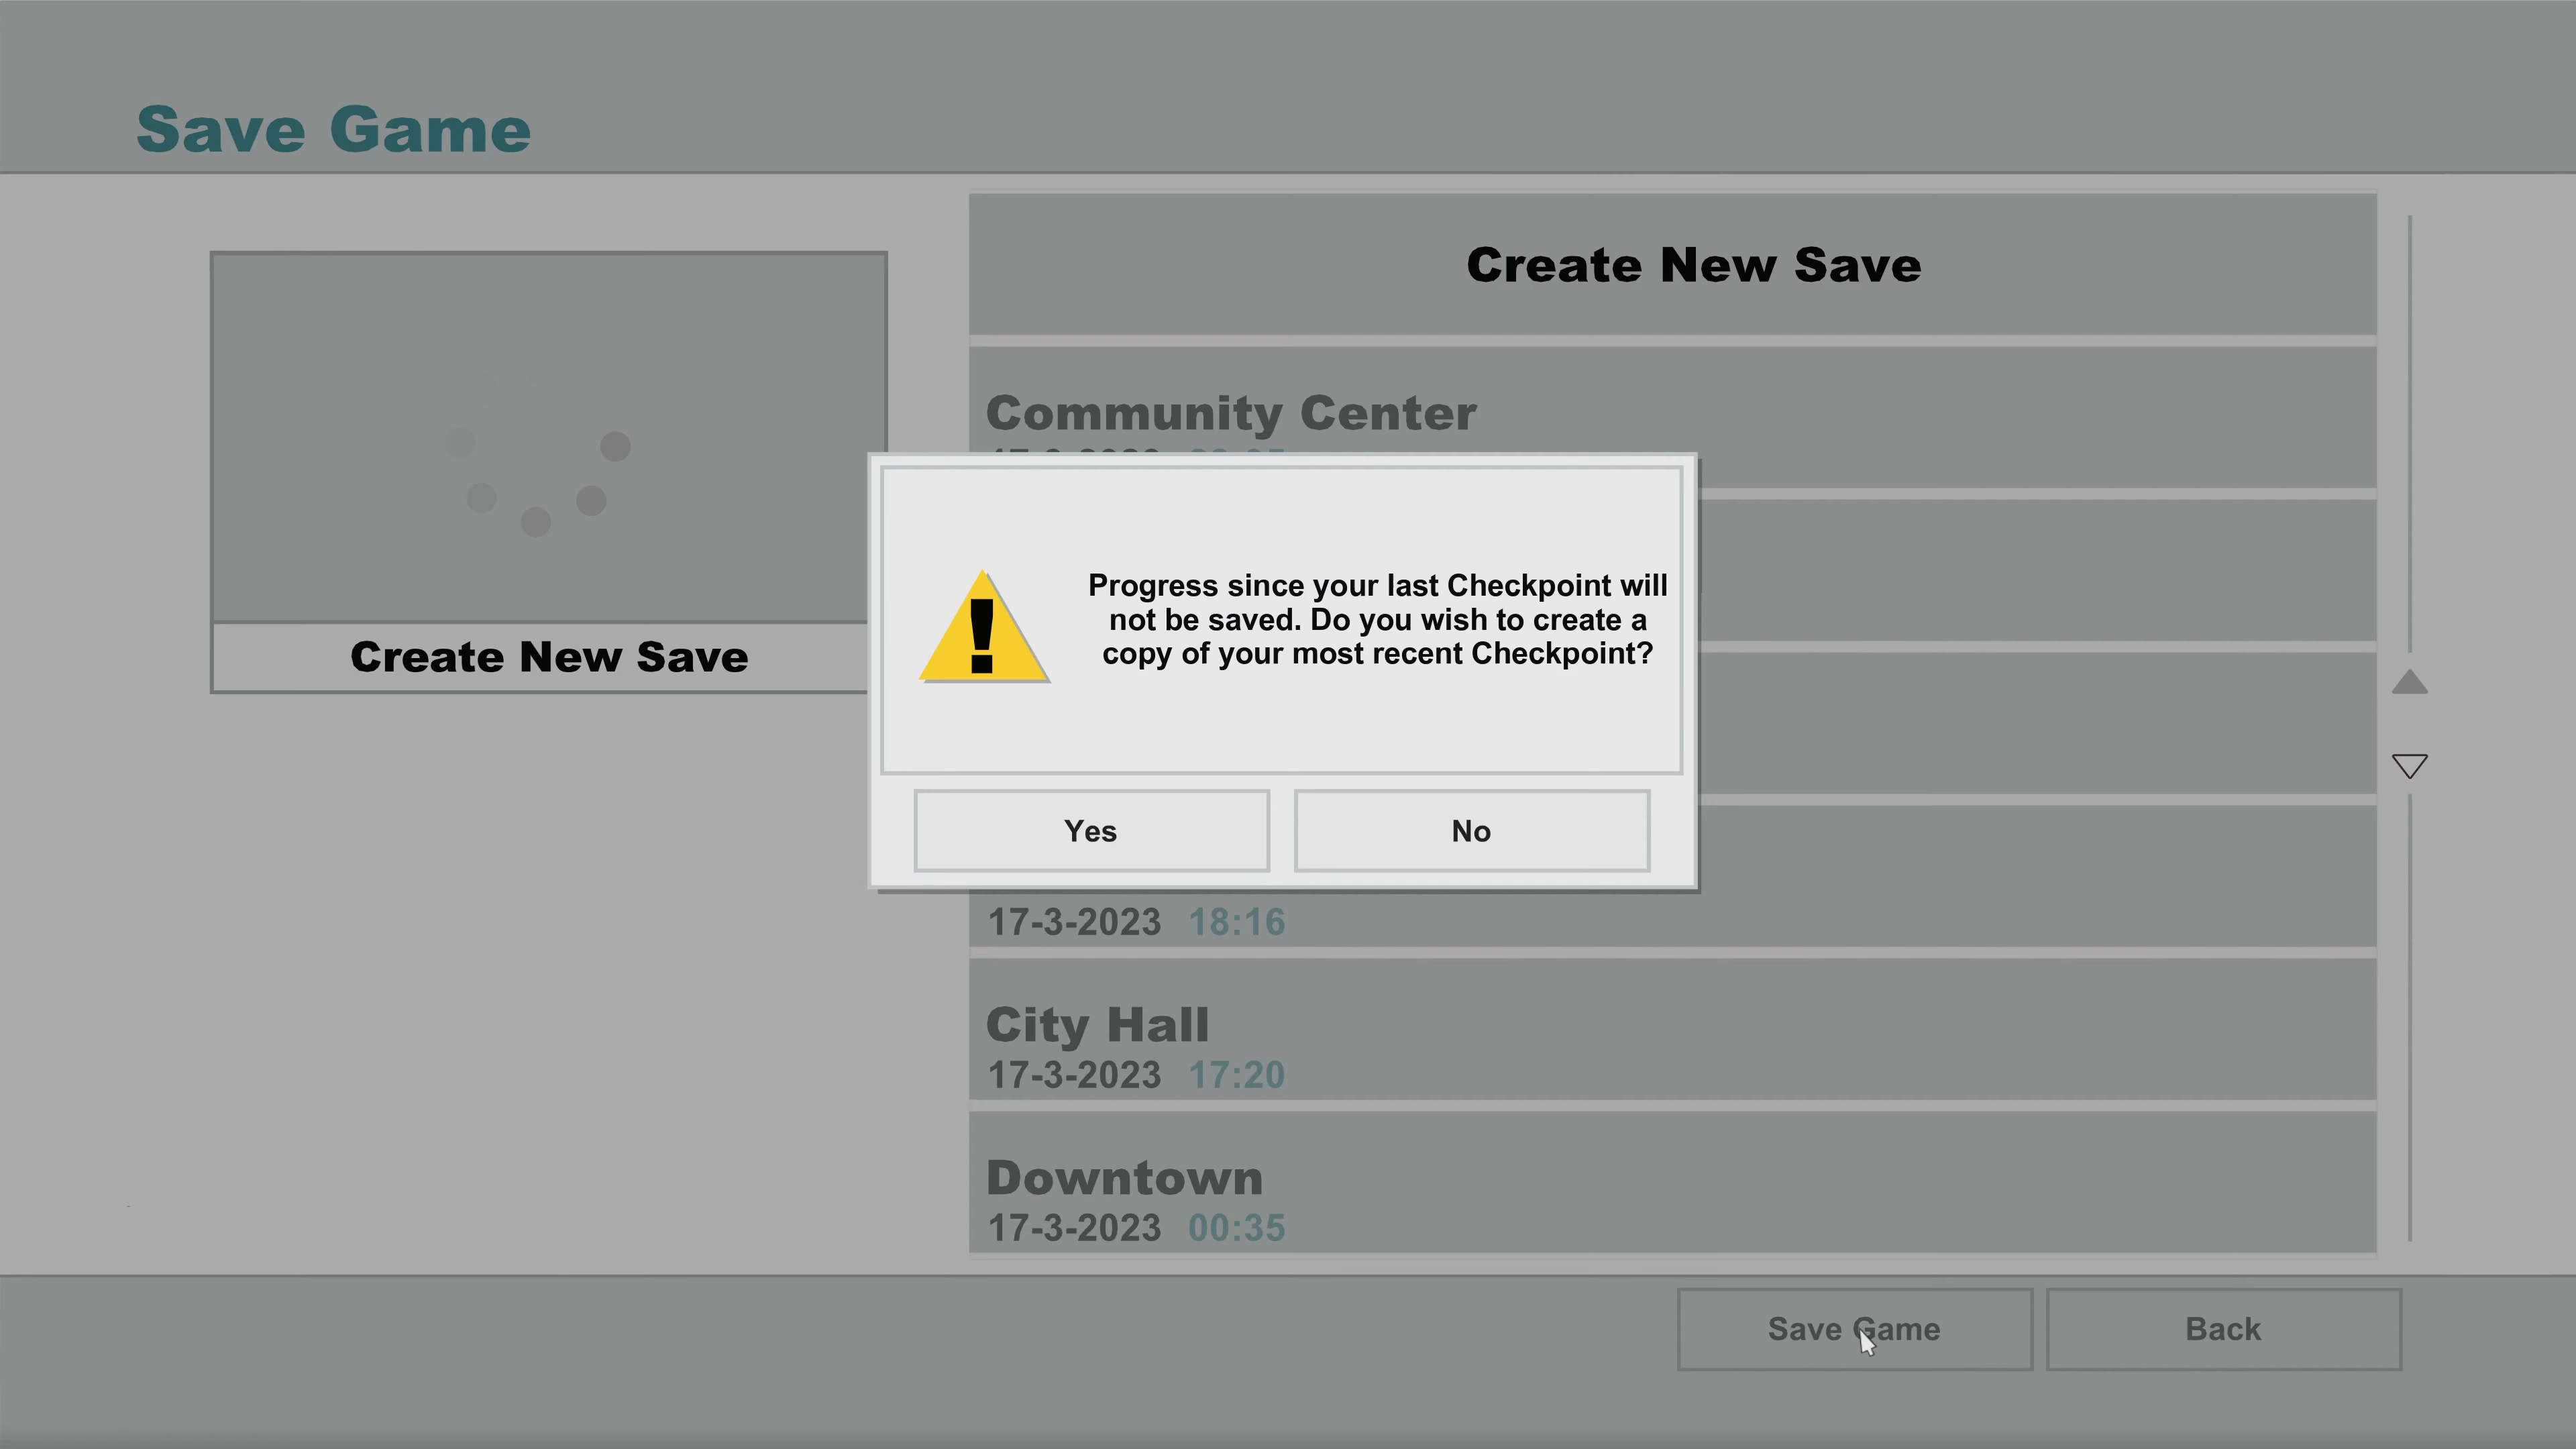 Save Game
Create New Save
Community Center
Create New Save
Progress since your last Checkpoint will
not be saved. Do you wish to create a
copy of your most recent Checkpoint?
Yes
No
17-3-2023 18:16
City Hall
17-3-2023 17:20
Downtown
17-3-2023 00:35
Save Game
Back